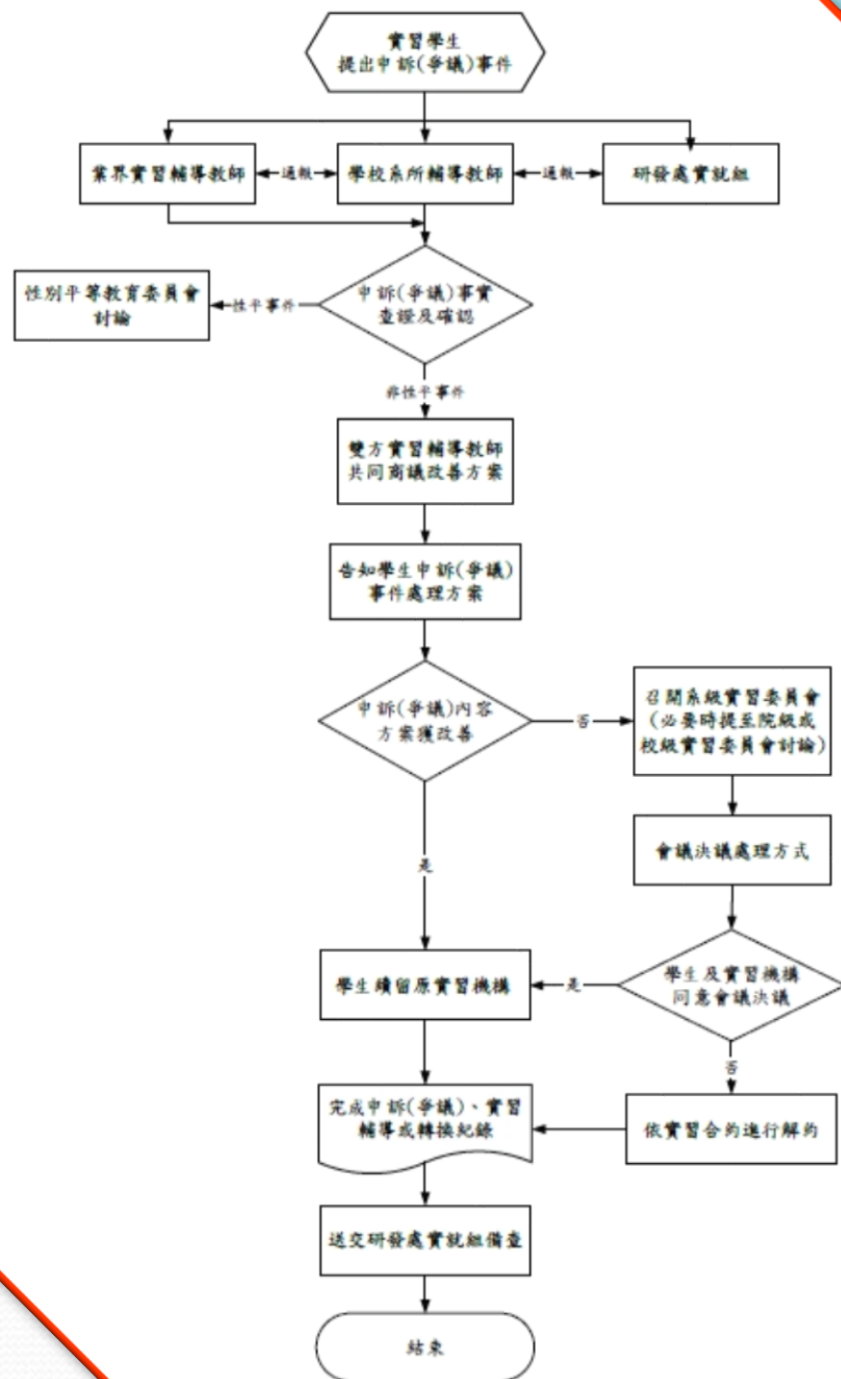 實習學生
提出申訴(爭議)事件
業界實習輔導教師
通報
學校系所輔導教師
通報
研發處實就組
申訴(爭議)事實
查證及確認
性平事件
性別平等教育委員會
討論
非性平事件
雙方實習輔導教師
共同商議改善方案
告知學生申訴(爭議)
事件處理方案
申訴(爭議)內容
方案獲改善
否
召開系級實習委員會
(必要時提至院級或
校級實習委員會討論)
會議決議處理方式
是
學生及實習機構
同意會議決議
是
學生續留原實習機構
否
依實習合約進行解約
完成申訴(爭議)、實習
輔導或轉換紀錄
送交研發處實就組備查
結束